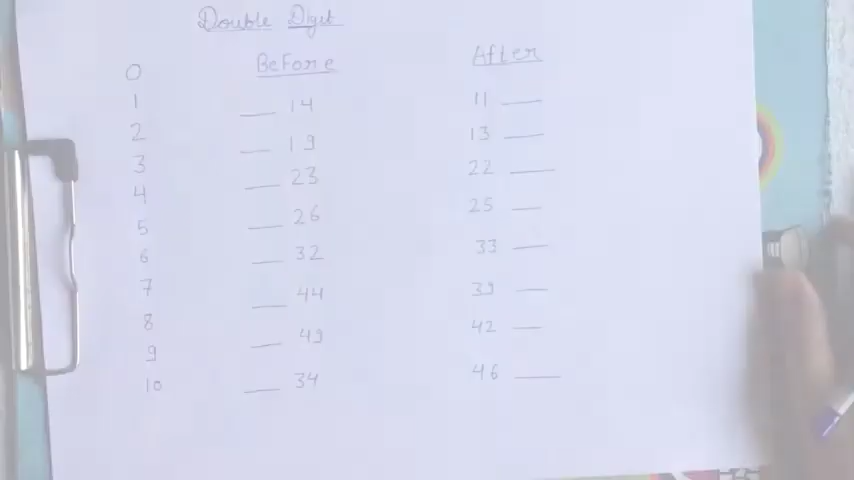 Double Digit
Before After
0
1 __ 14 11 __
2 __ 19 13 __
3 __ 23 22 __
4 __ 26 25 __
5 __ 32 33 __
6 __ 44 39 __
7 __ 49 42 __
8 __ 34 46 __
9
10